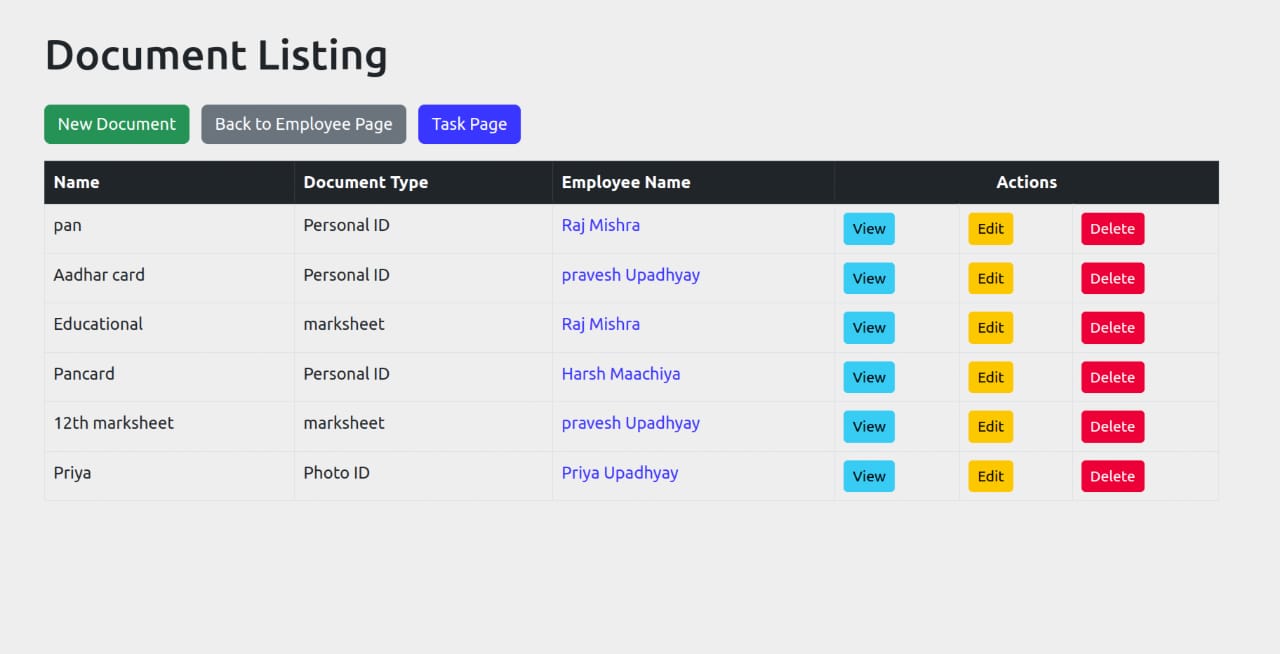 Document Listing
New Document Back to Employee Page Task Page
Name Document Type Employee Name Actions
pan Personal ID Raj Mishra View Edit Delete
Aadhar card Personal ID pravesh Upadhyay View Edit Delete
Educational marksheet Raj Mishra View Edit Delete
Pancard Personal ID Harsh Maachiya View Edit Delete
12th marksheet marksheet pravesh Upadhyay View Edit Delete
Priya Photo ID Priya Upadhyay View Edit Delete